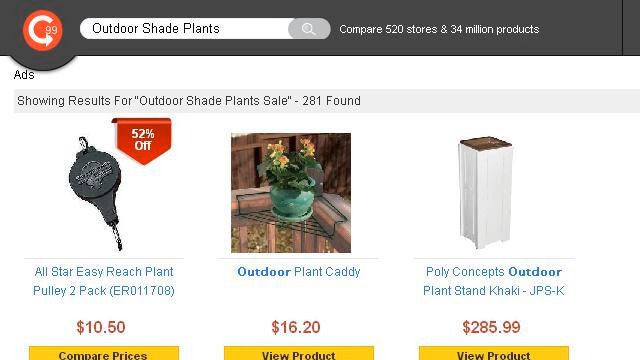 C99
Outdoor Shade Plants
Compare 520 stores & 34 million products
Ads
Showing Results For "Outdoor Shade Plants Sale" - 281 Found
52%
Off
All Star Easy Reach Plant
Pulley 2 Pack (ER011708)
$10.50
Compare Prices
Outdoor Plant Caddy
$16.20
View Product
Poly Concepts Outdoor
Plant Stand Khaki - JPS-K
$285.99
View Product